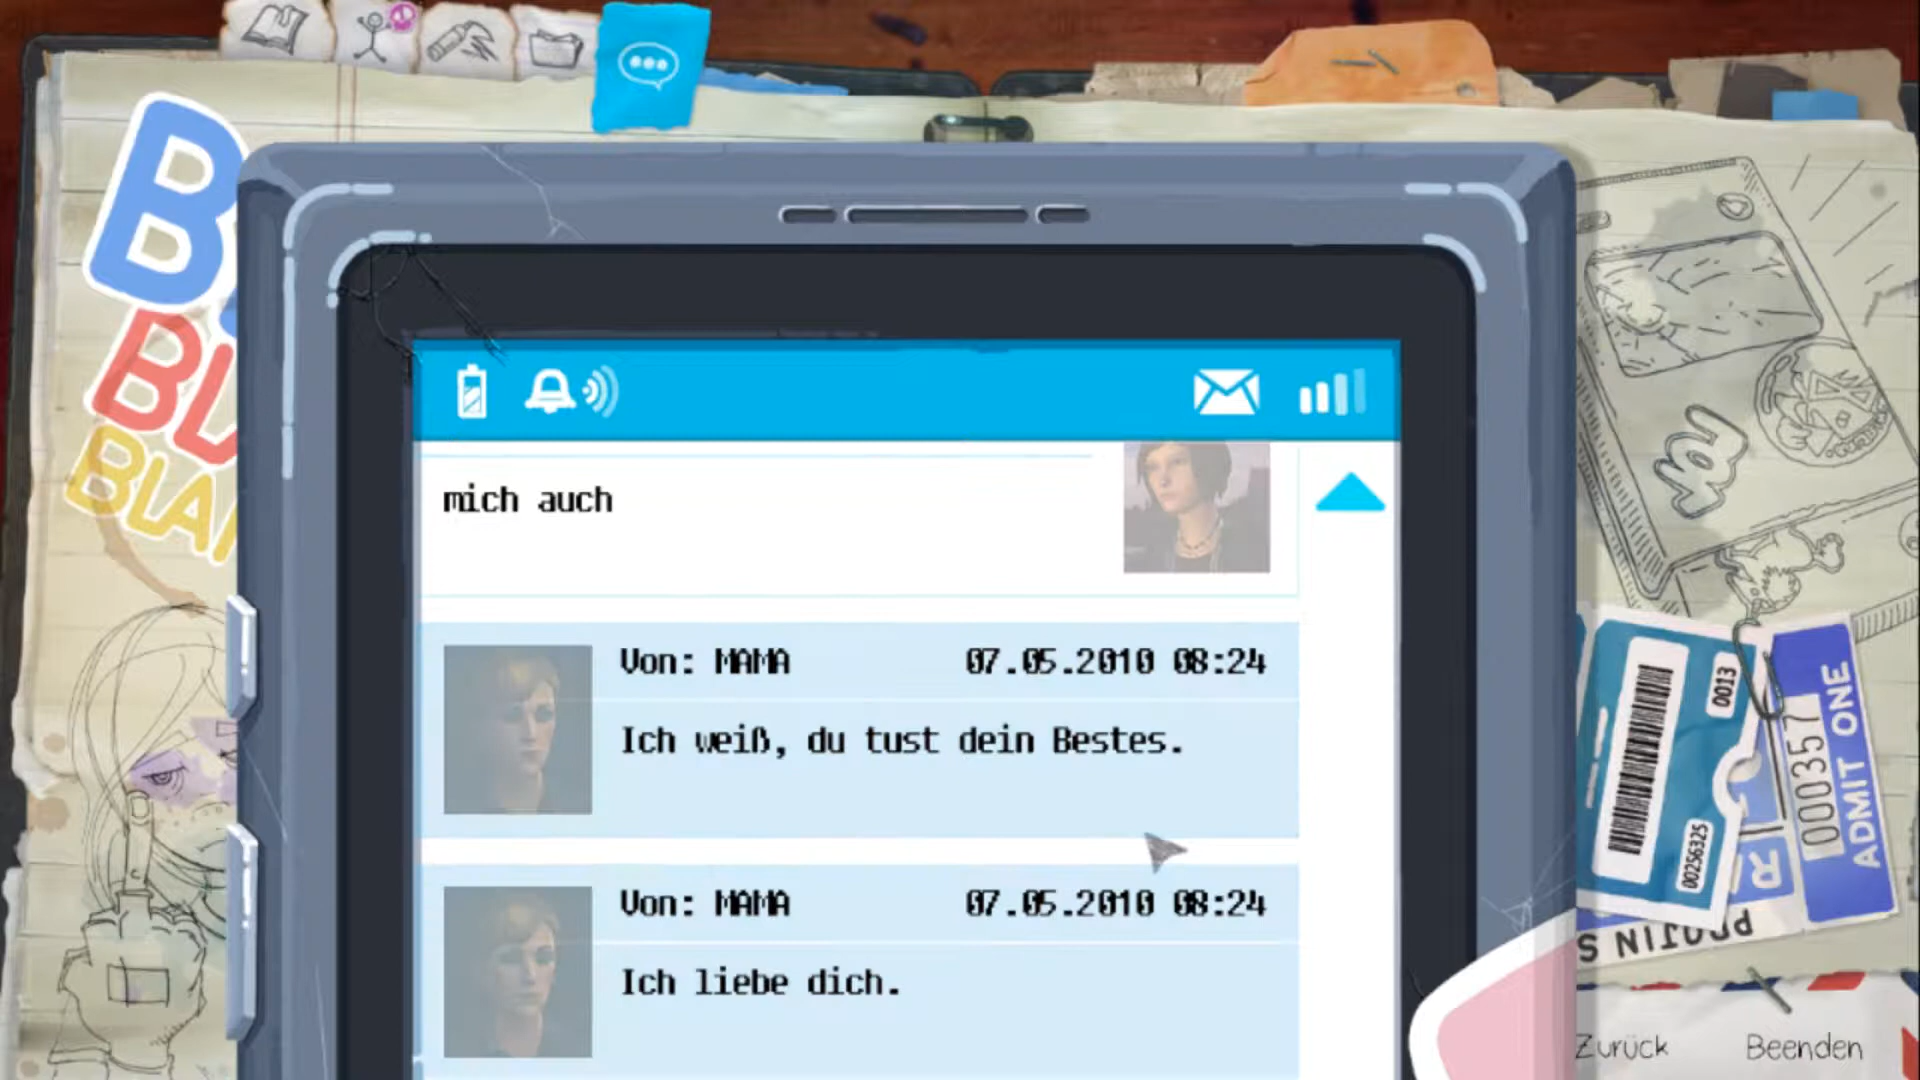 mich auch
Von: MAMA 07.05.2010 08:24
Ich weiß, du tust dein Bestes.
Von: MAMA 07.05.2010 08:24
Ich liebe dich.
0013
00256325
000357
ADMIT ONE
Zurück Beenden